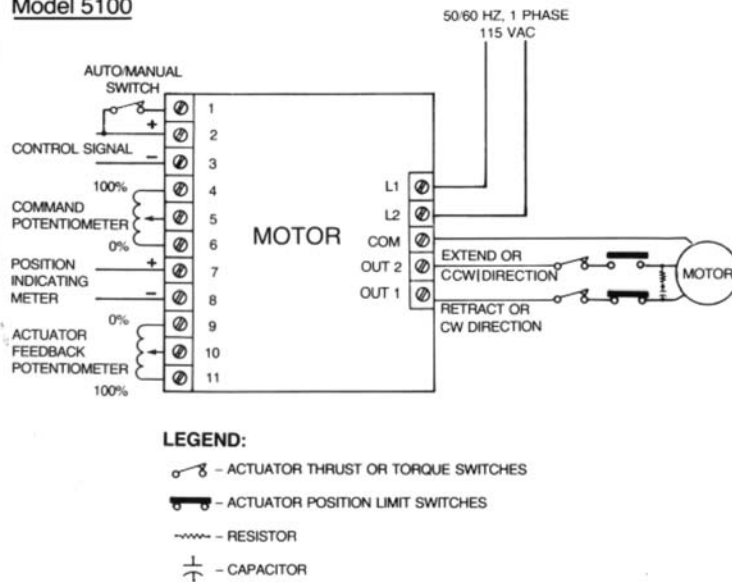 Model 5100
50/60 HZ, 1 PHASE
115 VAC
AUTO/MANUAL
SWITCH
+
CONTROL SIGNAL
−
100%
COMMAND
POTENTIOMETER
0%
POSITION
INDICATING
METER
+
−
0%
ACTUATOR
FEEDBACK
POTENTIOMETER
100%
1
2
3
4
5
6
7
8
9
10
11
MOTOR
L1
L2
COM
OUT 2
OUT 1
EXTEND OR
CCW DIRECTION
RETRACT OR
CW DIRECTION
MOTOR
LEGEND:
– ACTUATOR THRUST OR TORQUE SWITCHES
– ACTUATOR POSITION LIMIT SWITCHES
– RESISTOR
– CAPACITOR